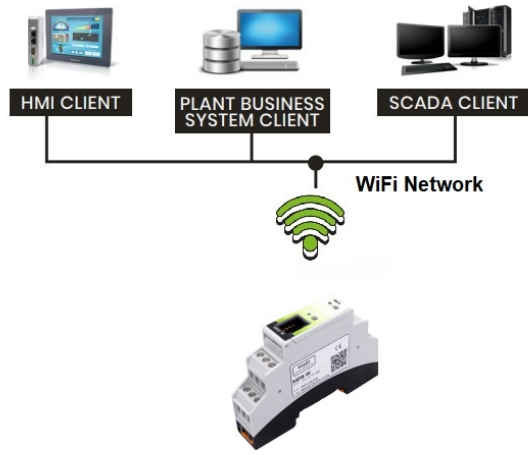 HMI CLIENT
PLANT BUSINESS
SYSTEM CLIENT
SCADA CLIENT
WiFi Network